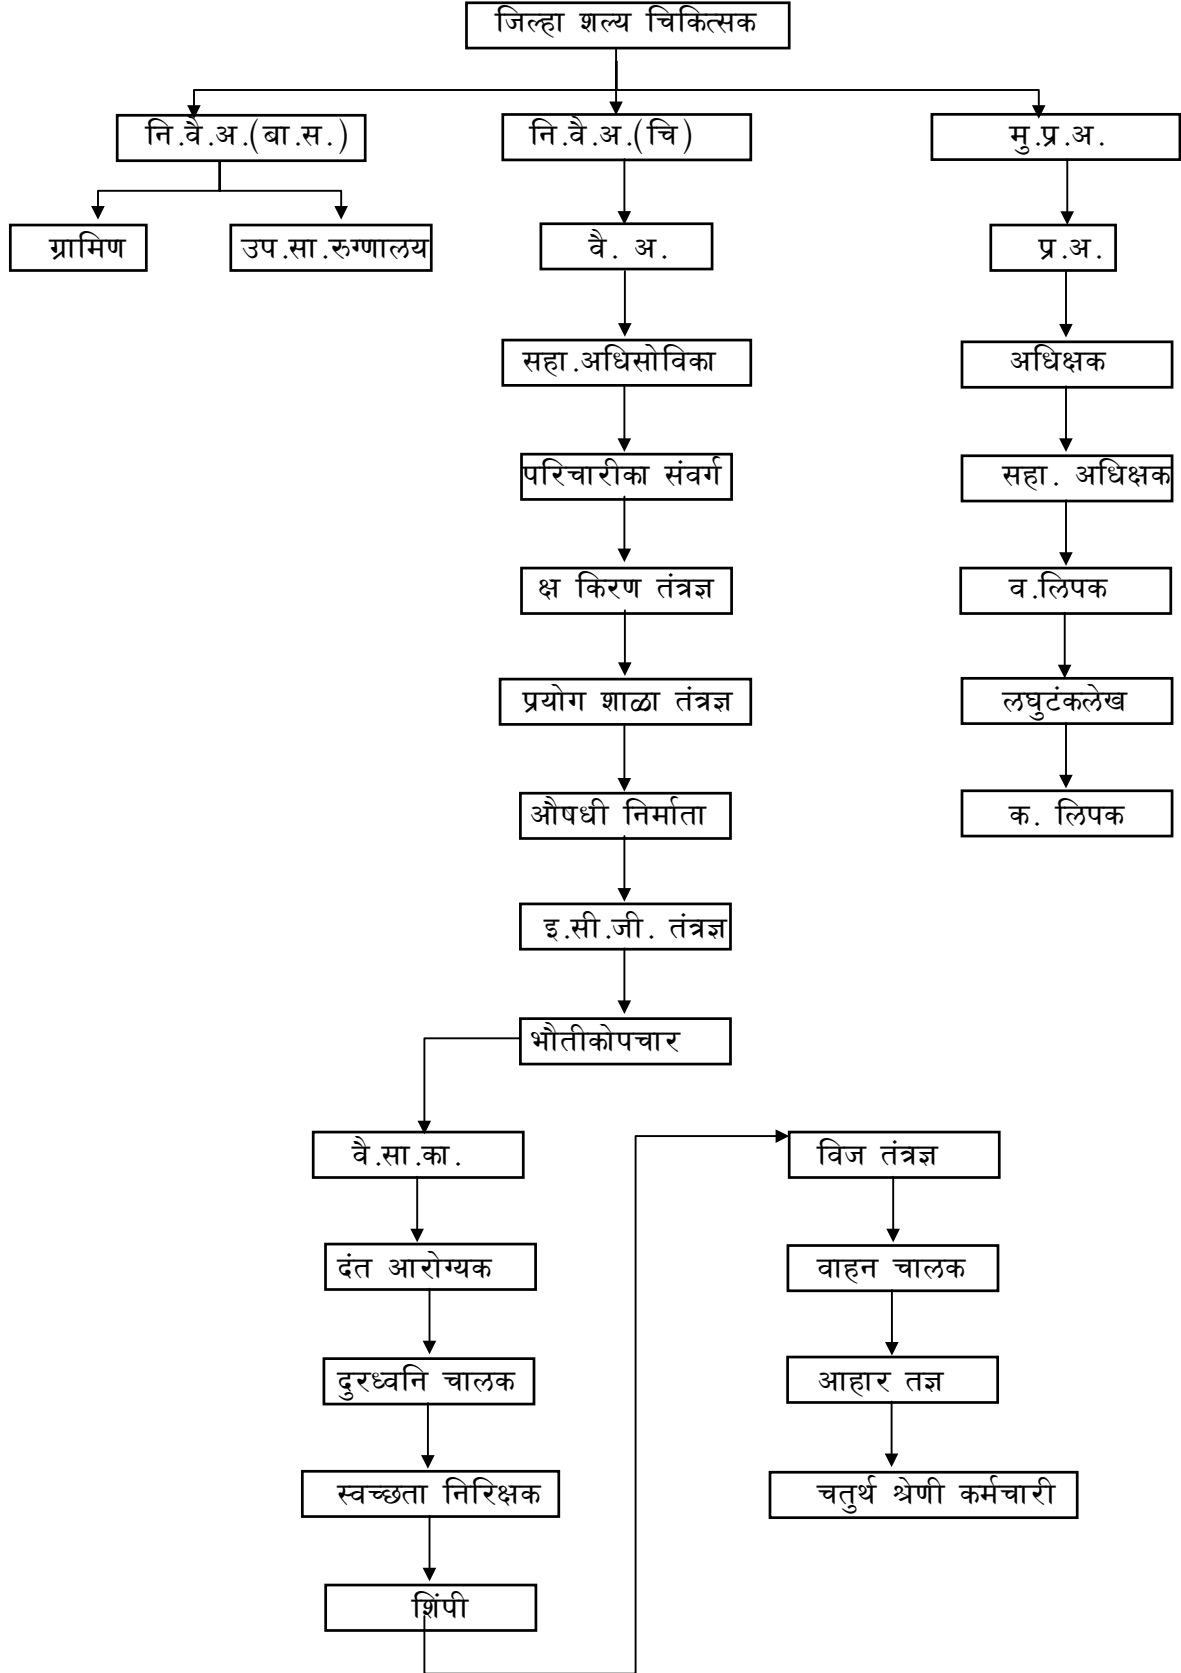 जिल्हा शल्य चिकित्सक
नि.वै.अ.(बा.स.)
नि.वै.अ.(चि)
मु.प्र.अ.
ग्रामिण
उप.सा.रुग्णालय
वै. अ.
प्र.अ.
सहा.अधिसोविका
अधिक्षक
परिचारीका संवर्ग
सहा. अधिक्षक
क्ष किरण तंत्रज्ञ
व.लिपक
प्रयोग शाळा तंत्रज्ञ
लघुटंकलेख
औषधी निर्माता
क. लिपक
इ.सी.जी. तंत्रज्ञ
भौतीकोपचार
वै.सा.का.
विज तंत्रज्ञ
दंत आरोग्यक
वाहन चालक
दुरध्वनि चालक
आहार तज्ञ
स्वच्छता निरिक्षक
चतुर्थ श्रेणी कर्मचारी
शिंपी